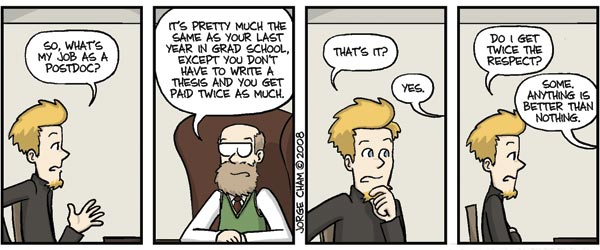 SO, WHAT'S
MY JOB AS A
POSTDOC?
IT'S PRETTY MUCH THE
SAME AS YOUR LAST
YEAR IN GRAD SCHOOL,
EXCEPT YOU DON'T
HAVE TO WRITE A
THESIS AND YOU GET
PAID TWICE AS MUCH.
JORGE CHAM © 2008
THAT'S IT?
YES.
DO I GET
TWICE THE
RESPECT?
SOME.
ANYTHING IS
BETTER THAN
NOTHING.